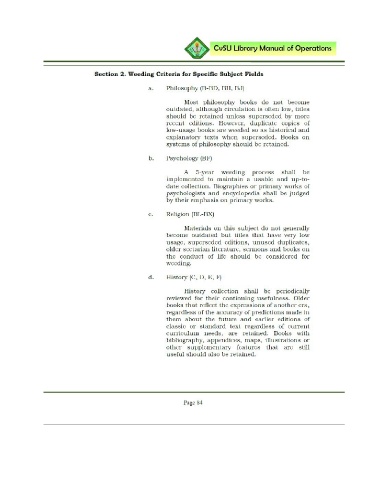 CvSU Library Manual of Operations
Section 2. Weeding Criteria for Specific Subject Fields
a. Philosophy (B-BD, BH, BJ)
Most philosophy books do not become
outdated, although circulation is often low, titles
should be retained unless superseded by more
recent editions. However, duplicate copies of
low-usage books are weeded so as historical and
explanatory texts when superseded. Books on
systems of philosophy should be retained.
b. Psychology (BF)
A 5-year weeding process shall be
implemented to maintain a usable and up-to-
date collection. Biographies or primary works of
psychologists and encyclopedia shall be judged
by their emphasis on primary works.
c. Religion (BL-BX)
Materials on this subject do not generally
become outdated but titles that have very low
usage, superseded editions, unused duplicates,
older sectarian literature, sermons and books on
the conduct of life should be considered for
weeding.
d. History (C, D, E, F)
History collection shall be periodically
reviewed for their continuing usefulness. Older
books that reflect the expressions of another era,
regardless of the accuracy of predictions made in
them about the future and earlier editions of
classic or standard text regardless of current
curriculum needs, are retained. Books with
bibliography, appendices, maps, illustrations or
other supplementary features that are still
useful should also be retained.
Page 84